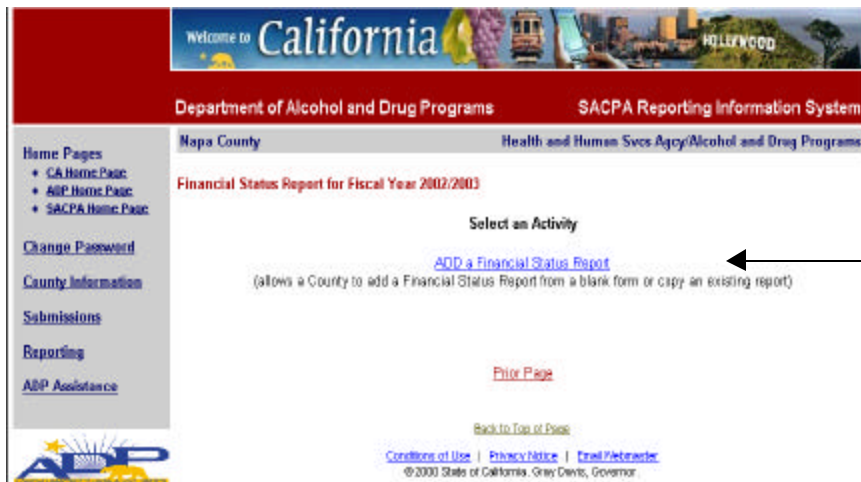 Welcome to California
HOLLYWOOD
Department of Alcohol and Drug Programs SACPA Reporting Information System
Napa County Health and Human Svcs Agcy/Alcohol and Drug Programs
Home Pages
CA Home Page
ADP Home Page
SACPA Home Page
Change Password
County Information
Submissions
Reporting
ADP Assistance
Financial Status Report for Fiscal Year 2002/2003
Select an Activity
ADD a Financial Status Report
(allows a County to add a Financial Status Report from a blank form or copy an existing report)
Prior Page
Back to Top of Page
Conditions of Use | Privacy Notice | Email Webmaster
©2000 State of California. Gray Davis, Governor.
ADP